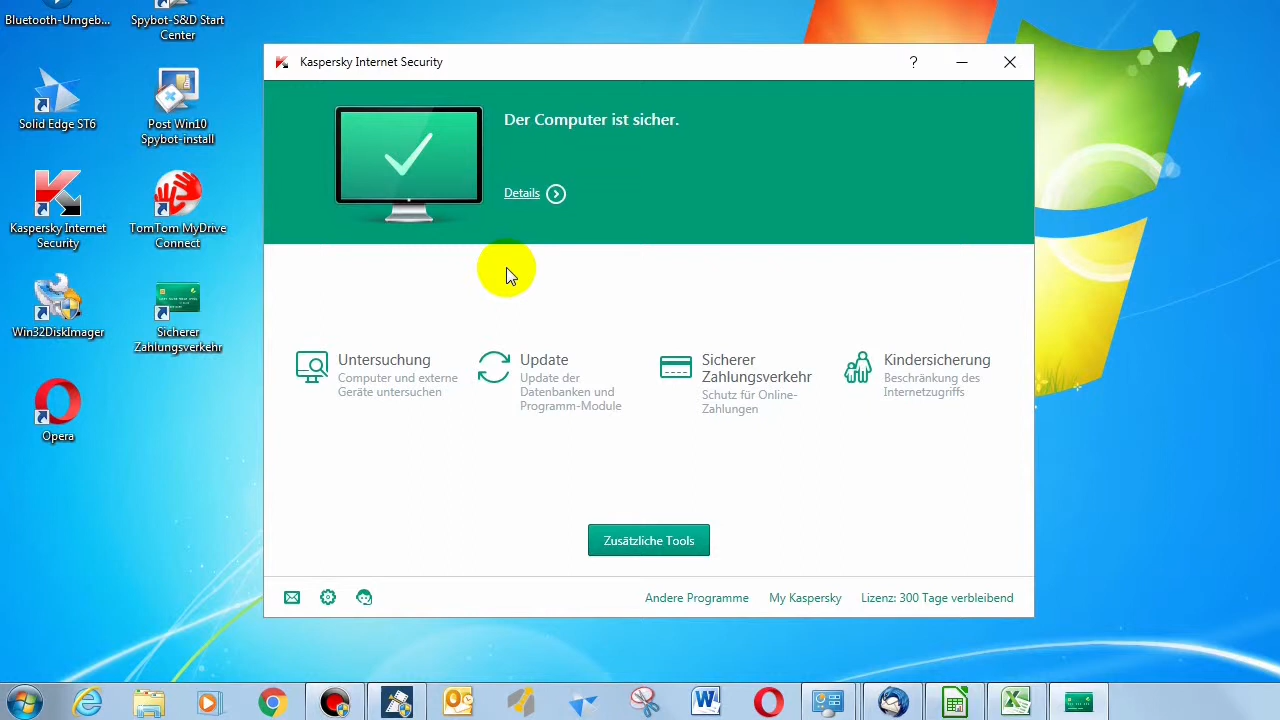 Bluetooth-Umgeb...
Spybot-S&D Start
Center
Solid Edge ST6
Post Win10
Spybot-install
Kaspersky Internet
Security
TomTom MyDrive
Connect
Win32DiskImager
Sicherer
Zahlungsverkehr
Opera
Kaspersky Internet Security
?
Der Computer ist sicher.
Details
Untersuchung
Computer und externe
Geräte untersuchen
Update
Update der
Datenbanken und
Programm-Module
Sicherer
Zahlungsverkehr
Schutz für Online-
Zahlungen
Kindersicherung
Beschränkung des
Internetzugriffs
Zusätzliche Tools
Andere Programme
My Kaspersky
Lizenz: 300 Tage verbleibend